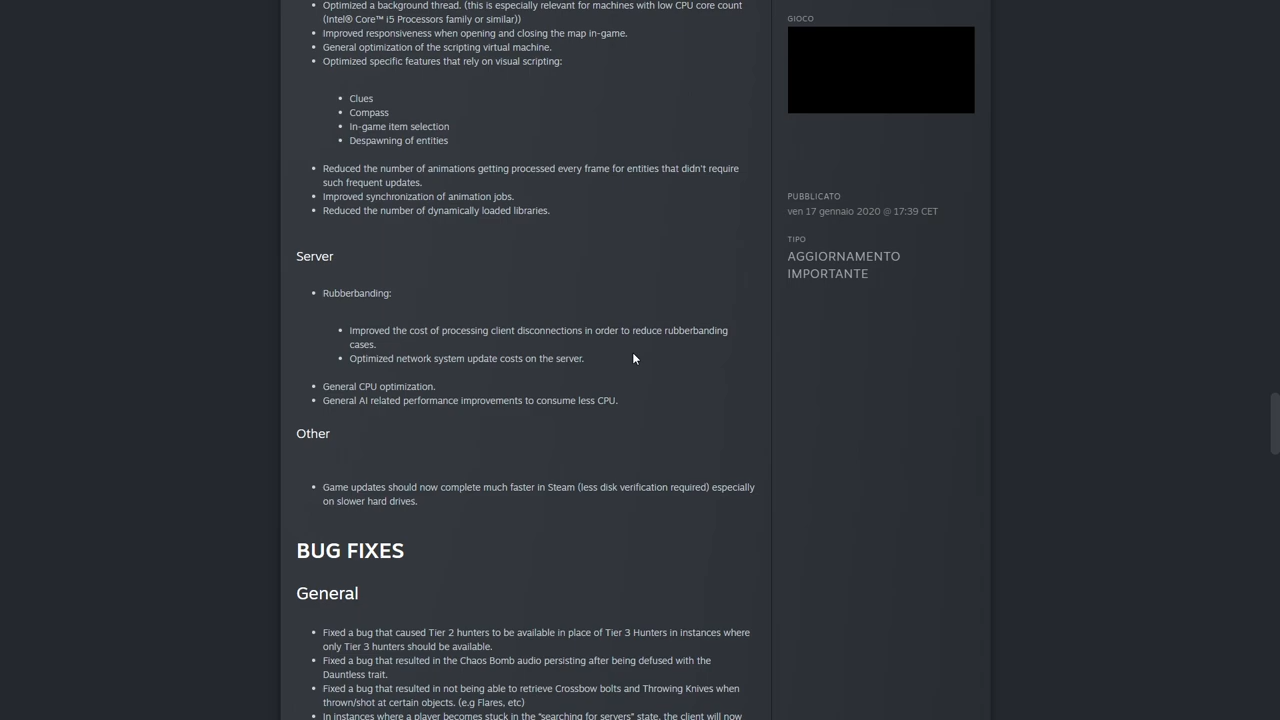 Optimized a background thread. (this is especially relevant for machines with low CPU core count
(Intel® Core™ i5 Processors family or similar))
Improved responsiveness when opening and closing the map in-game.
General optimization of the scripting virtual machine.
Optimized specific features that rely on visual scripting:
Clues
Compass
In-game item selection
Despawning of entities
Reduced the number of animations getting processed every frame for entities that didn't require
such frequent updates.
Improved synchronization of animation jobs.
Reduced the number of dynamically loaded libraries.
Server
Rubberbanding:
Improved the cost of processing client disconnections in order to reduce rubberbanding
cases.
Optimized network system update costs on the server.
General CPU optimization.
General AI related performance improvements to consume less CPU.
Other
Game updates should now complete much faster in Steam (less disk verification required) especially
on slower hard drives.
BUG FIXES
General
Fixed a bug that caused Tier 2 hunters to be available in place of Tier 3 Hunters in instances where
only Tier 3 hunters should be available.
Fixed a bug that resulted in the Chaos Bomb audio persisting after being defused with the
Dauntless trait.
Fixed a bug that resulted in not being able to retrieve Crossbow bolts and Throwing Knives when
thrown/shot at certain objects. (e.g Flares, etc)
In instances where a player becomes stuck in the "searching for servers" state, the client will now
GIOCO
PUBBLICATO
ven 17 gennaio 2020 @ 17:39 CET
TIPO
AGGIORNAMENTO
IMPORTANTE